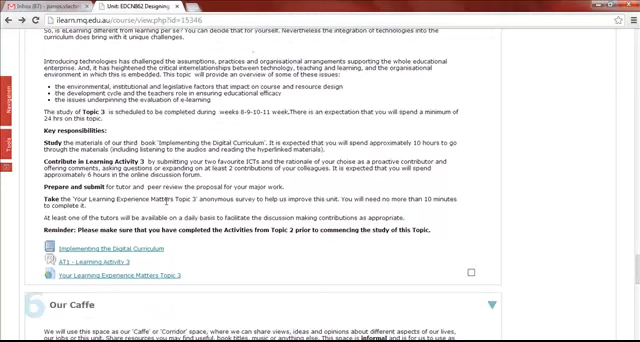 Inbox (87) - 
Unit: EDCN862 Designing
ilearn.mq.edu.au/course/view.php?id=15346
So, is eLearning different from learning per se? You can decide that for yourself. Nevertheless the integration of technologies into the
curriculum does bring with it unique challenges.
Introducing technologies has challenged the assumptions, practices and organisational arrangements supporting the whole educational
enterprise. And, it has heightened the critical interrelationships between technology, teaching and learning, and the organisational
environment in which this is embedded. This topic will provide an overview of some of these issues:
• the environmental, institutional and legislative factors that impact on course and resource design
• the development cycle and the teachers role in ensuring educational efficacy
• the issues underpinning the evaluation of e-learning
The study of Topic 3 is scheduled to be completed during weeks 8-9-10-11 week.There is an expectation that you will spend a minimum of
24 hrs on this topic.
Key responsibilities:
Study the materials of our third book 'Implementing the Digital Curriculum'. It is expected that you will spend approximately 10 hours to go
through the materials (including listening to the audios and reading the hyperlinked materials).
Contribute in Learning Activity 3 by submitting your two favourite ICTs and the rationale of your choise as a proactive contributor and
offering comments, asking questions or expanding on at least 2 contributions of your colleagues. It is expected that you will spend
approximately 6 hours in the online discussion forum.
Prepare and submit for tutor and peer review the proposal for your major work.
Take the 'Your Learning Experience Matters Topic 3' anonymous survey to help us improve this unit. You will need no more than 10 minutes
to complete it.
At least one of the tutors will be available on a daily basis to facilitate the discussion making contributions as appropriate.
Reminder: Please make sure that you have completed the Activities from Topic 2 prior to commencing the study of this Topic.
Implementing the Digital Curriculum
AT1 - Learning Activity 3
Your Learning Experience Matters Topic 3
6 Our Caffe
We will use this space as our 'Caffe' or 'Corridor' space, where we can share views, ideas and opinions about different aspects of our lives,
our jobs or this unit. Share resources you may find useful, book titles, music or anything else. This space is informal and is for us to use as
Navigation
Tools